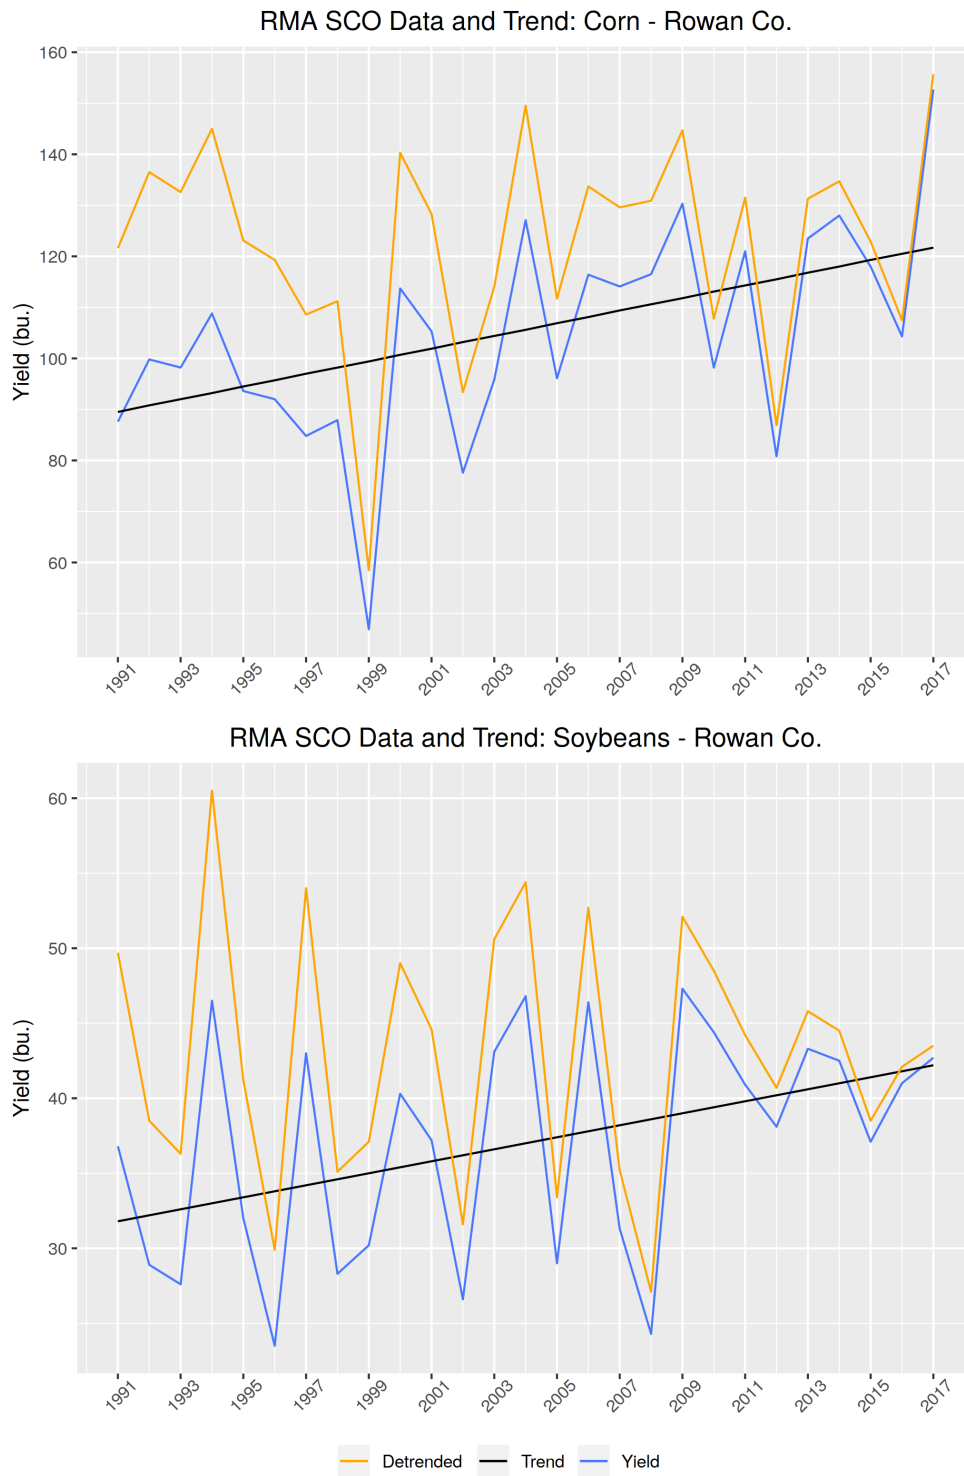 RMA SCO Data and Trend: Corn - Rowan Co.
Yield (bu.)
160
140
120
100
80
60
1991 1993 1995 1997 1999 2001 2003 2005 2007 2009 2011 2013 2015 2017
RMA SCO Data and Trend: Soybeans - Rowan Co.
Yield (bu.)
60
50
40
30
1991 1993 1995 1997 1999 2001 2003 2005 2007 2009 2011 2013 2015 2017
Detrended Trend Yield